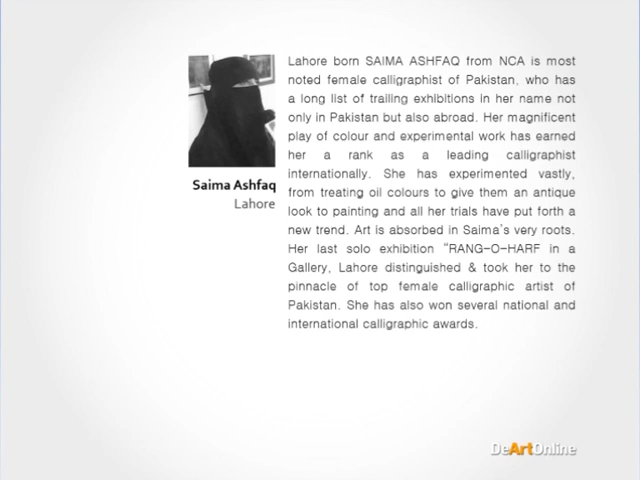 Lahore born SAIMA ASHFAQ from NCA is most
noted female calligraphist of Pakistan, who has
a long list of trailing exhibitions in her name not
only in Pakistan but also abroad. Her magnificent
play of colour and experimental work has earned
her a rank as a leading calligraphist
internationally. She has experimented vastly,
from treating oil colours to give them an antique
look to painting and all her trials have put forth a
new trend. Art is absorbed in Saima's very roots.
Her last solo exhibition "RANG-O-HARF in a
Gallery, Lahore distinguished & took her to the
pinnacle of top female calligraphic artist of
Pakistan. She has also won several national and
international calligraphic awards.
Saima Ashfaq
Lahore
DeArtOnline